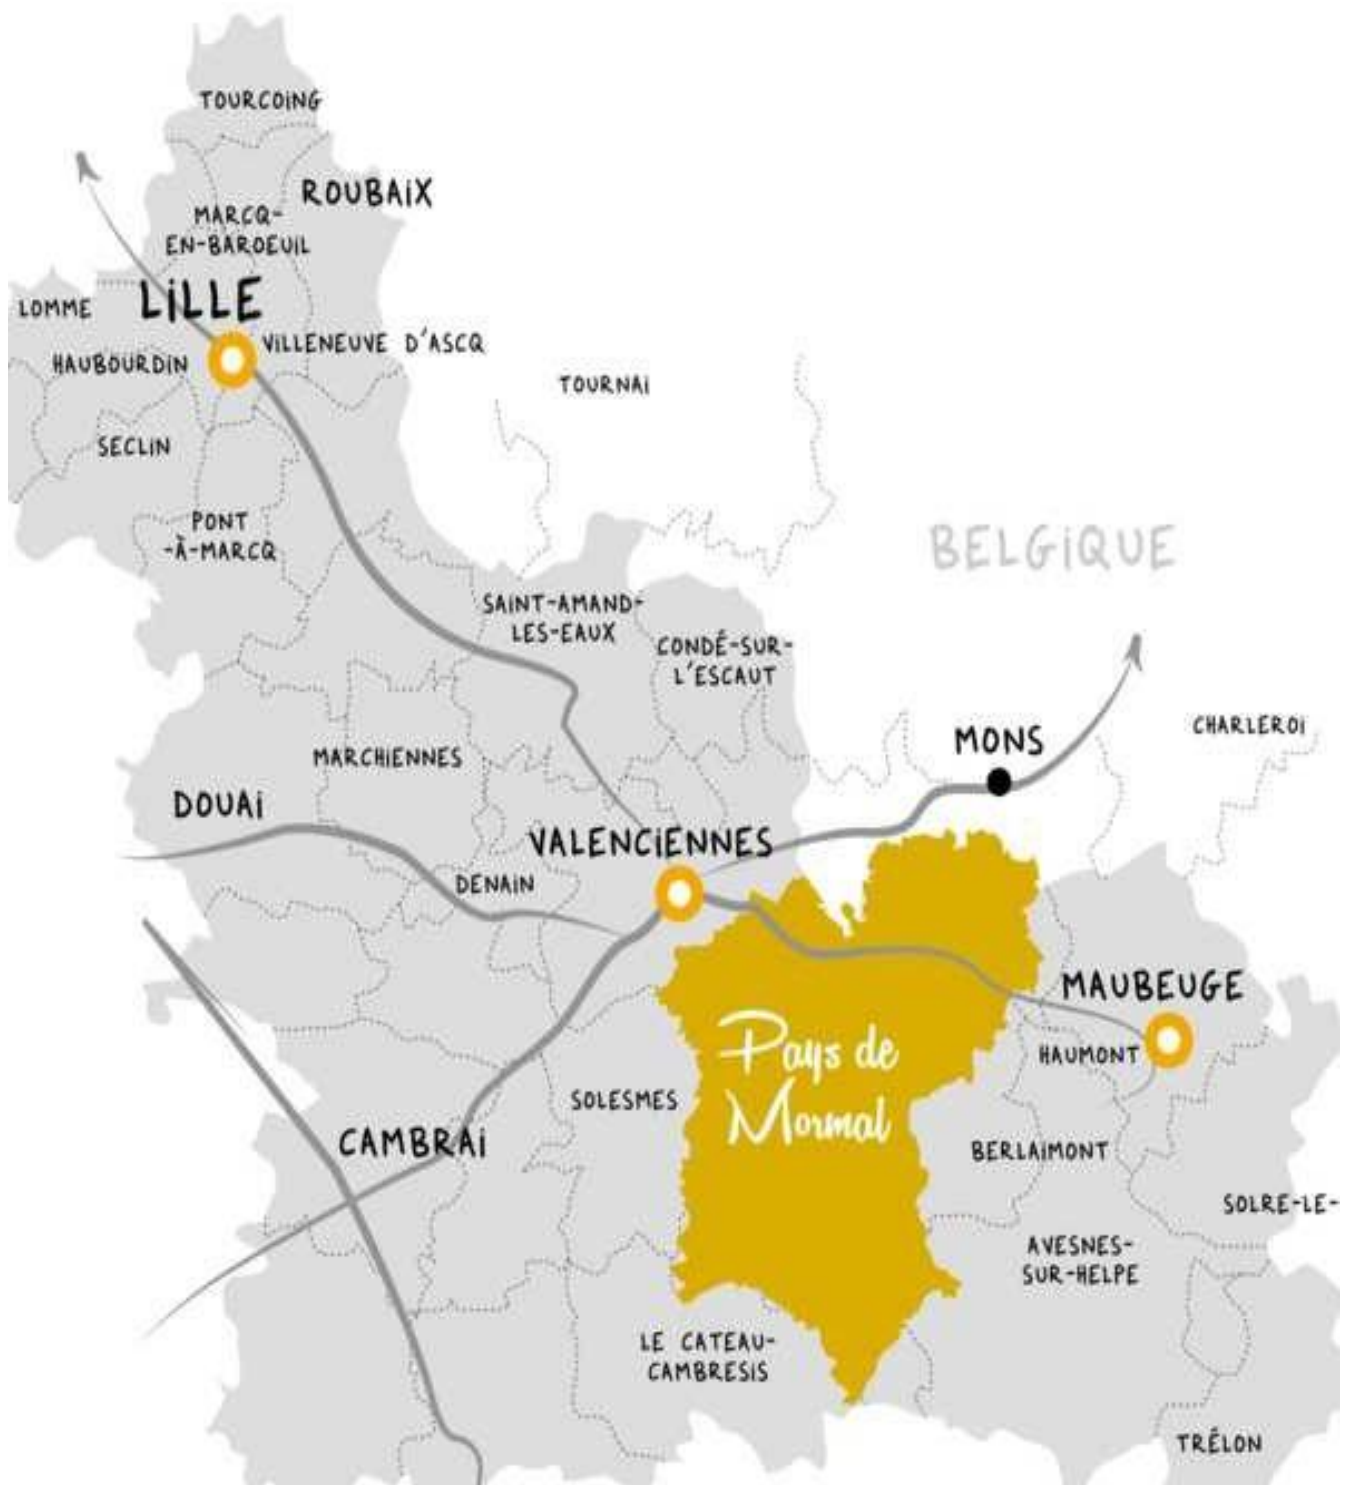 TOURCOiNG
ROUBAiX
MARCQ-
EN-BAROEUiL
LiLLE
LOMME
ViLLENEUVE D'ASCQ
HAUBOURDiN
TOURNAi
SECLiN
PONT
-À-MARCQ
BELGiQUE
SAiNT-AMAND-
LES-EAUX
CONDÉ-SUR-
L'ESCAUT
CHARLEROi
MONS
MARCHiENNES
DOUAi
VALENCiENNES
DENAiN
MAUBEUGE
Pays de
Mormal
HAUMONT
SOLESMES
CAMBRAi
BERLAiMONT
SOLRE-LE-
AVESNES-
SUR-HELPE
LE CATEAU-
CAMBRESiS
TRÉLON